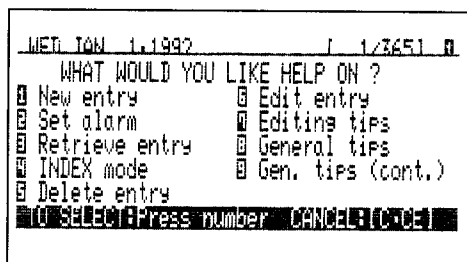 WED JAN 1,1992 [ 1/365]
WHAT WOULD YOU LIKE HELP ON ?
1 New entry
2 Set alarm
3 Retrieve entry
4 INDEX mode
5 Delete entry
6 Edit entry
7 Editing tips
8 General tips
9 Gen. tips (cont.)
TO SELECT:Press number CANCEL:[C·CE]